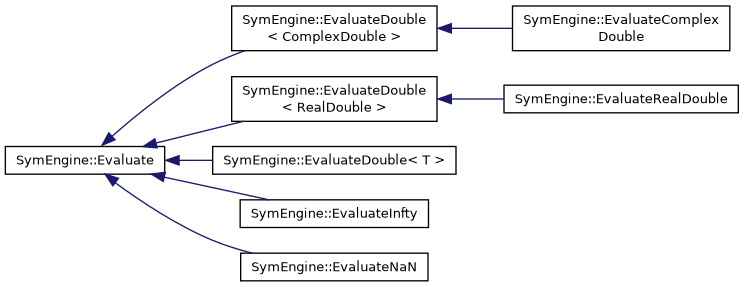 SymEngine::EvaluateDouble
< ComplexDouble >
SymEngine::EvaluateComplex
Double
SymEngine::EvaluateDouble
< RealDouble >
SymEngine::EvaluateRealDouble
SymEngine::Evaluate
SymEngine::EvaluateDouble< T >
SymEngine::EvaluateInfty
SymEngine::EvaluateNaN